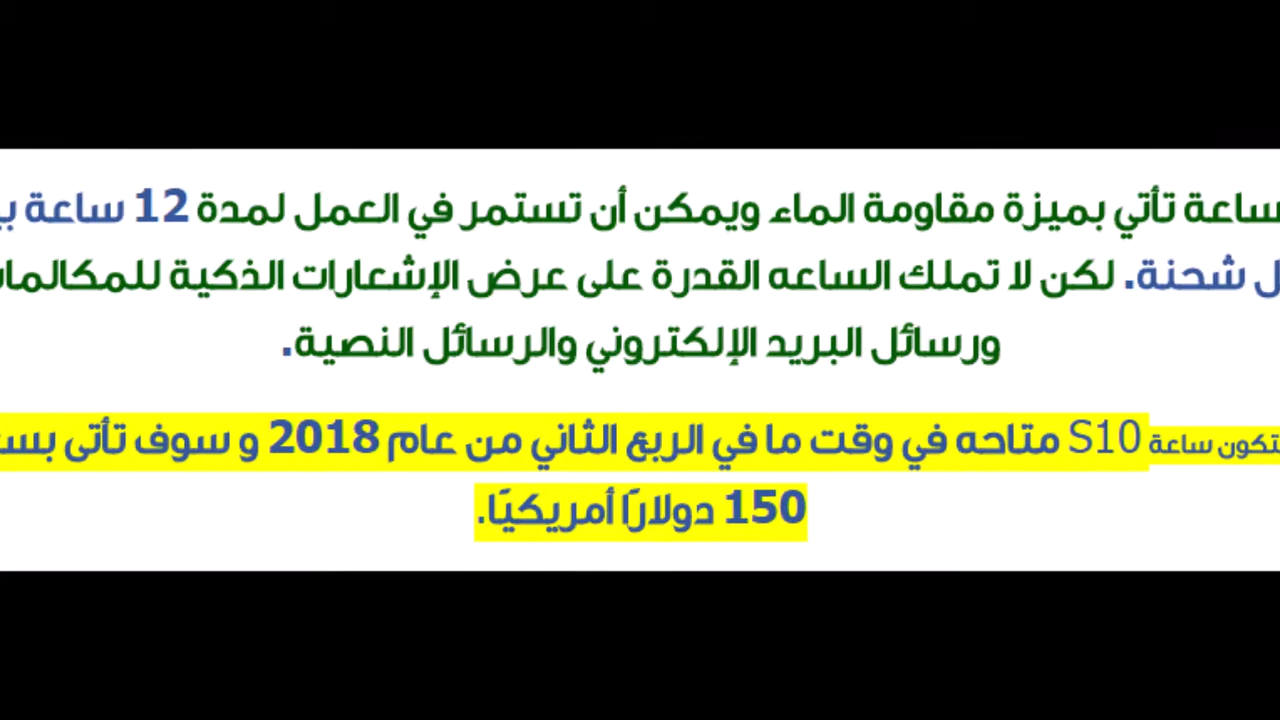 ساعة تأتي بميزة مقاومة الماء ويمكن أن تستمر في العمل لمدة 12 ساعة
شحنة. لكن لا تملك الساعه القدرة على عرض الإشعارات الذكية للمكالمات
ورسائل البريد الإلكتروني والرسائل النصية.
ستكون ساعة S10 متاحه في وقت ما في الربع الثاني من عام 2018 و سوف تأتى
150 دولارًا أمريكيًا.